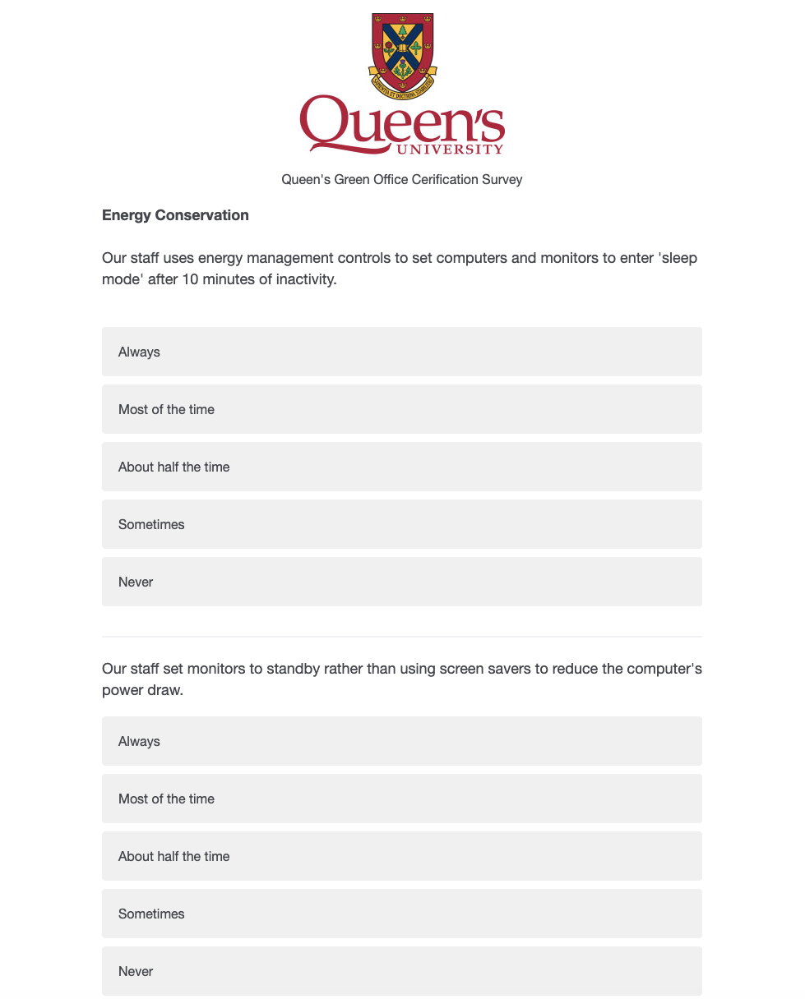 SAPIENTIA ET DOCTRINA STABILITAS
Queen's
UNIVERSITY
Queen's Green Office Cerification Survey
Energy Conservation
Our staff uses energy management controls to set computers and monitors to enter 'sleep
mode' after 10 minutes of inactivity.
Always
Most of the time
About half the time
Sometimes
Never
Our staff set monitors to standby rather than using screen savers to reduce the computer's
power draw.
Always
Most of the time
About half the time
Sometimes
Never